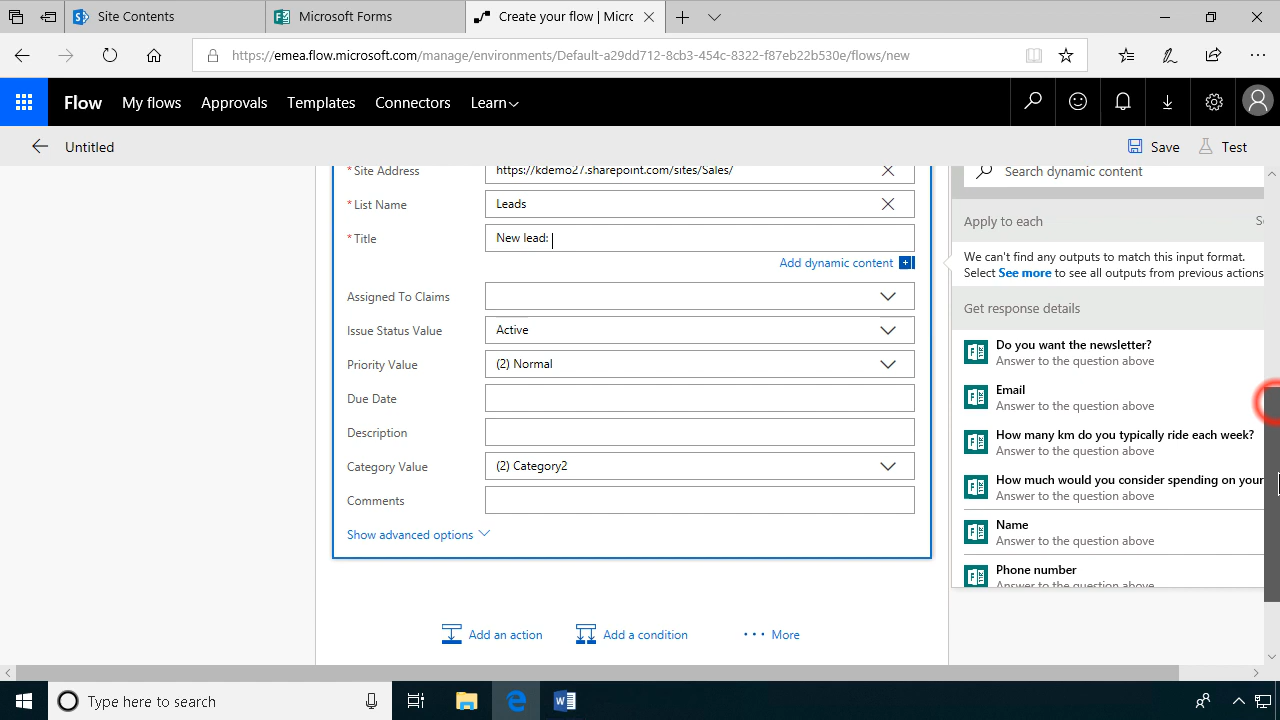 Site Contents
Microsoft Forms
Create your flow | Micr
https://emea.flow.microsoft.com/manage/environments/Default-a29dd712-8cb3-454c-8322-f87eb22b530e/flows/new
Flow My flows Approvals Templates Connectors Learn
Untitled
Save
Test
* Site Address
https://kdemo27.sharepoint.com/sites/Sales/
* List Name
Leads
* Title
New lead:
Add dynamic content
Assigned To Claims
Issue Status Value
Active
Priority Value
(2) Normal
Due Date
Description
Category Value
(2) Category2
Comments
Show advanced options
Add an action
Add a condition
··· More
Search dynamic content
Apply to each
We can't find any outputs to match this input format.
Select See more to see all outputs from previous actions
Get response details
Do you want the newsletter?
Answer to the question above
Email
Answer to the question above
How many km do you typically ride each week?
Answer to the question above
How much would you consider spending on your
Answer to the question above
Name
Answer to the question above
Phone number
Answer to the question above
Type here to search